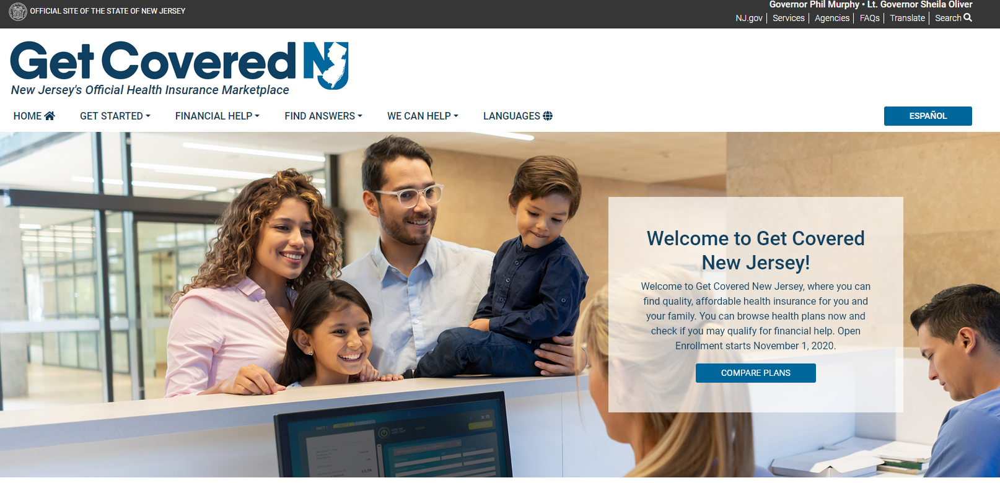 OFFICIAL SITE OF THE STATE OF NEW JERSEY
Governor Phil Murphy • Lt. Governor Sheila Oliver
NJ.gov | Services | Agencies | FAQs | Translate | Search
Get Covered NJ
New Jersey's Official Health Insurance Marketplace
HOME GET STARTED FINANCIAL HELP FIND ANSWERS WE CAN HELP LANGUAGES ESPAÑOL
Welcome to Get Covered
New Jersey!
Welcome to Get Covered New Jersey, where you can
find quality, affordable health insurance for you and
your family. You can browse health plans now and
check if you may qualify for financial help. Open
Enrollment starts November 1, 2020.
COMPARE PLANS